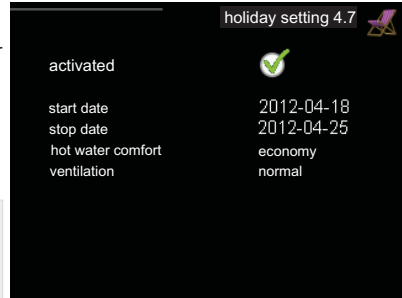 holiday setting 4.7
activated
start date 2012-04-18
stop date 2012-04-25
hot water comfort economy
ventilation normal